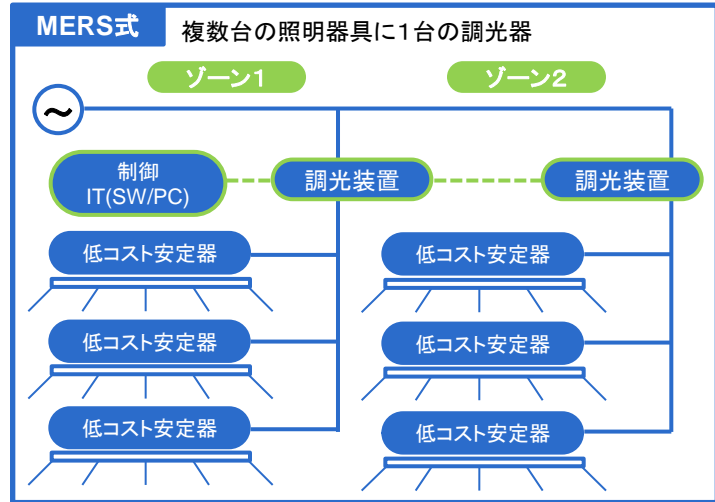 MERS式
複数台の照明器具に1台の調光器
ゾーン1
ゾーン2
~
制御
IT(SW/PC)
調光装置
調光装置
低コスト安定器
低コスト安定器
低コスト安定器
低コスト安定器
低コスト安定器
低コスト安定器